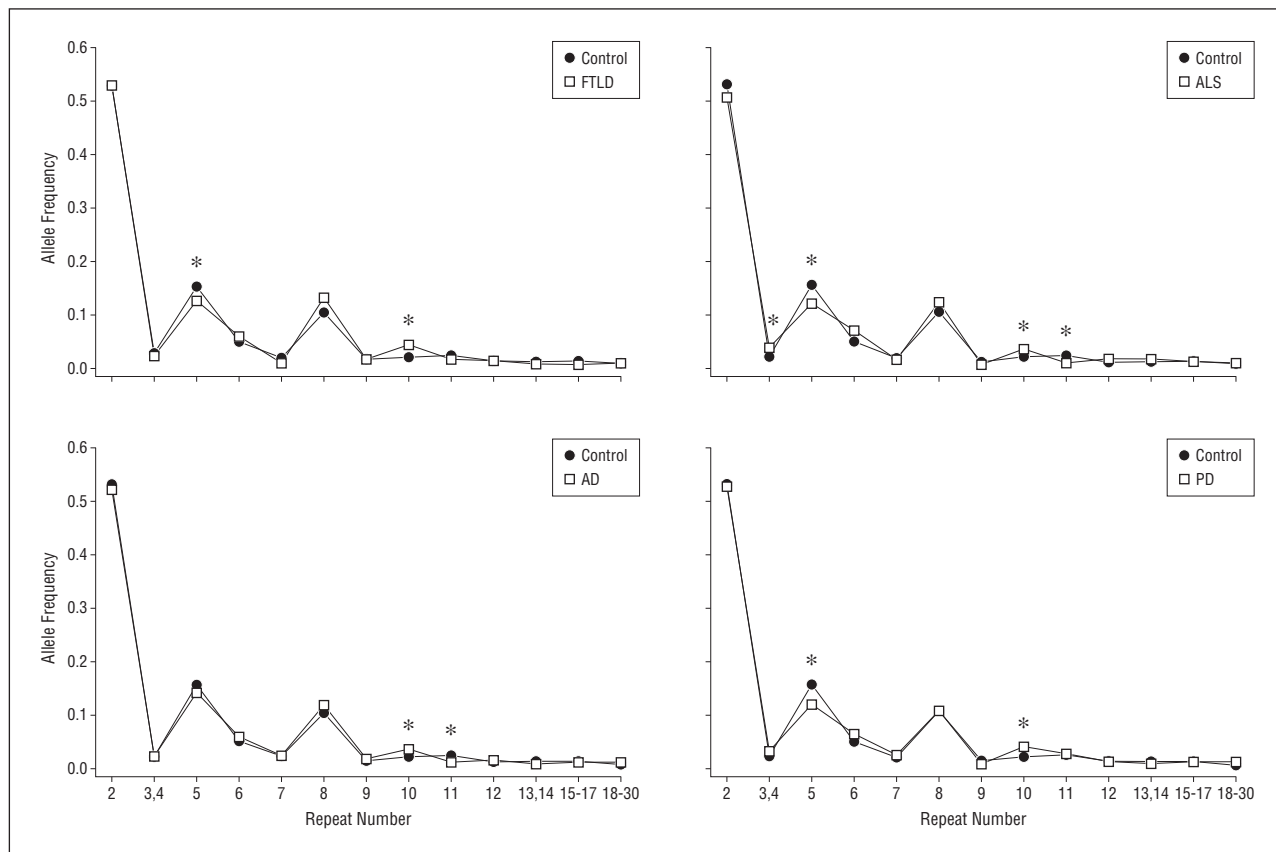 0.6
0.5
0.4
0.3
0.2
0.1
0.0
Allele Frequency
Control
FTLD
*
*
Control
ALS
*
*
*
*
0.6
0.5
0.4
0.3
0.2
0.1
0.0
Allele Frequency
Control
AD
*
*
2 3,4 5 6 7 8 9 10 11 12 13,14 15-17 18-30
Repeat Number
Control
PD
*
*
2 3,4 5 6 7 8 9 10 11 12 13,14 15-17 18-30
Repeat Number